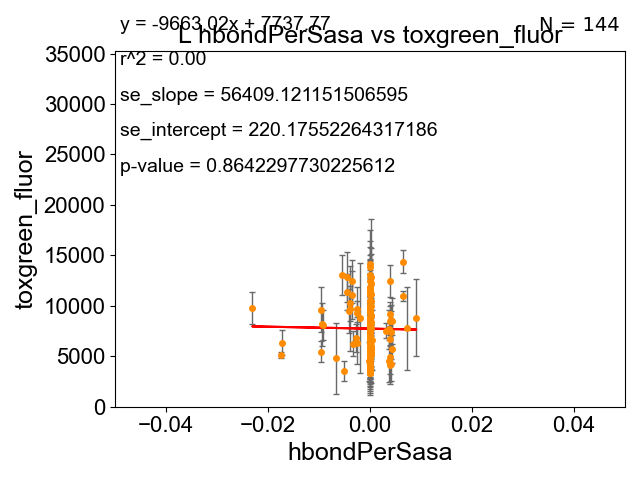 y = -9663.02x + 7737.77
N = 144
L hbondPerSasa vs toxgreen_fluor
r^2 = 0.00
se_slope = 56409.121151506595
se_intercept = 220.17552264317186
p-value = 0.8642297730225612
35000
30000
25000
20000
15000
10000
5000
0
toxgreen_fluor
−0.04
−0.02
0.00
0.02
0.04
hbondPerSasa